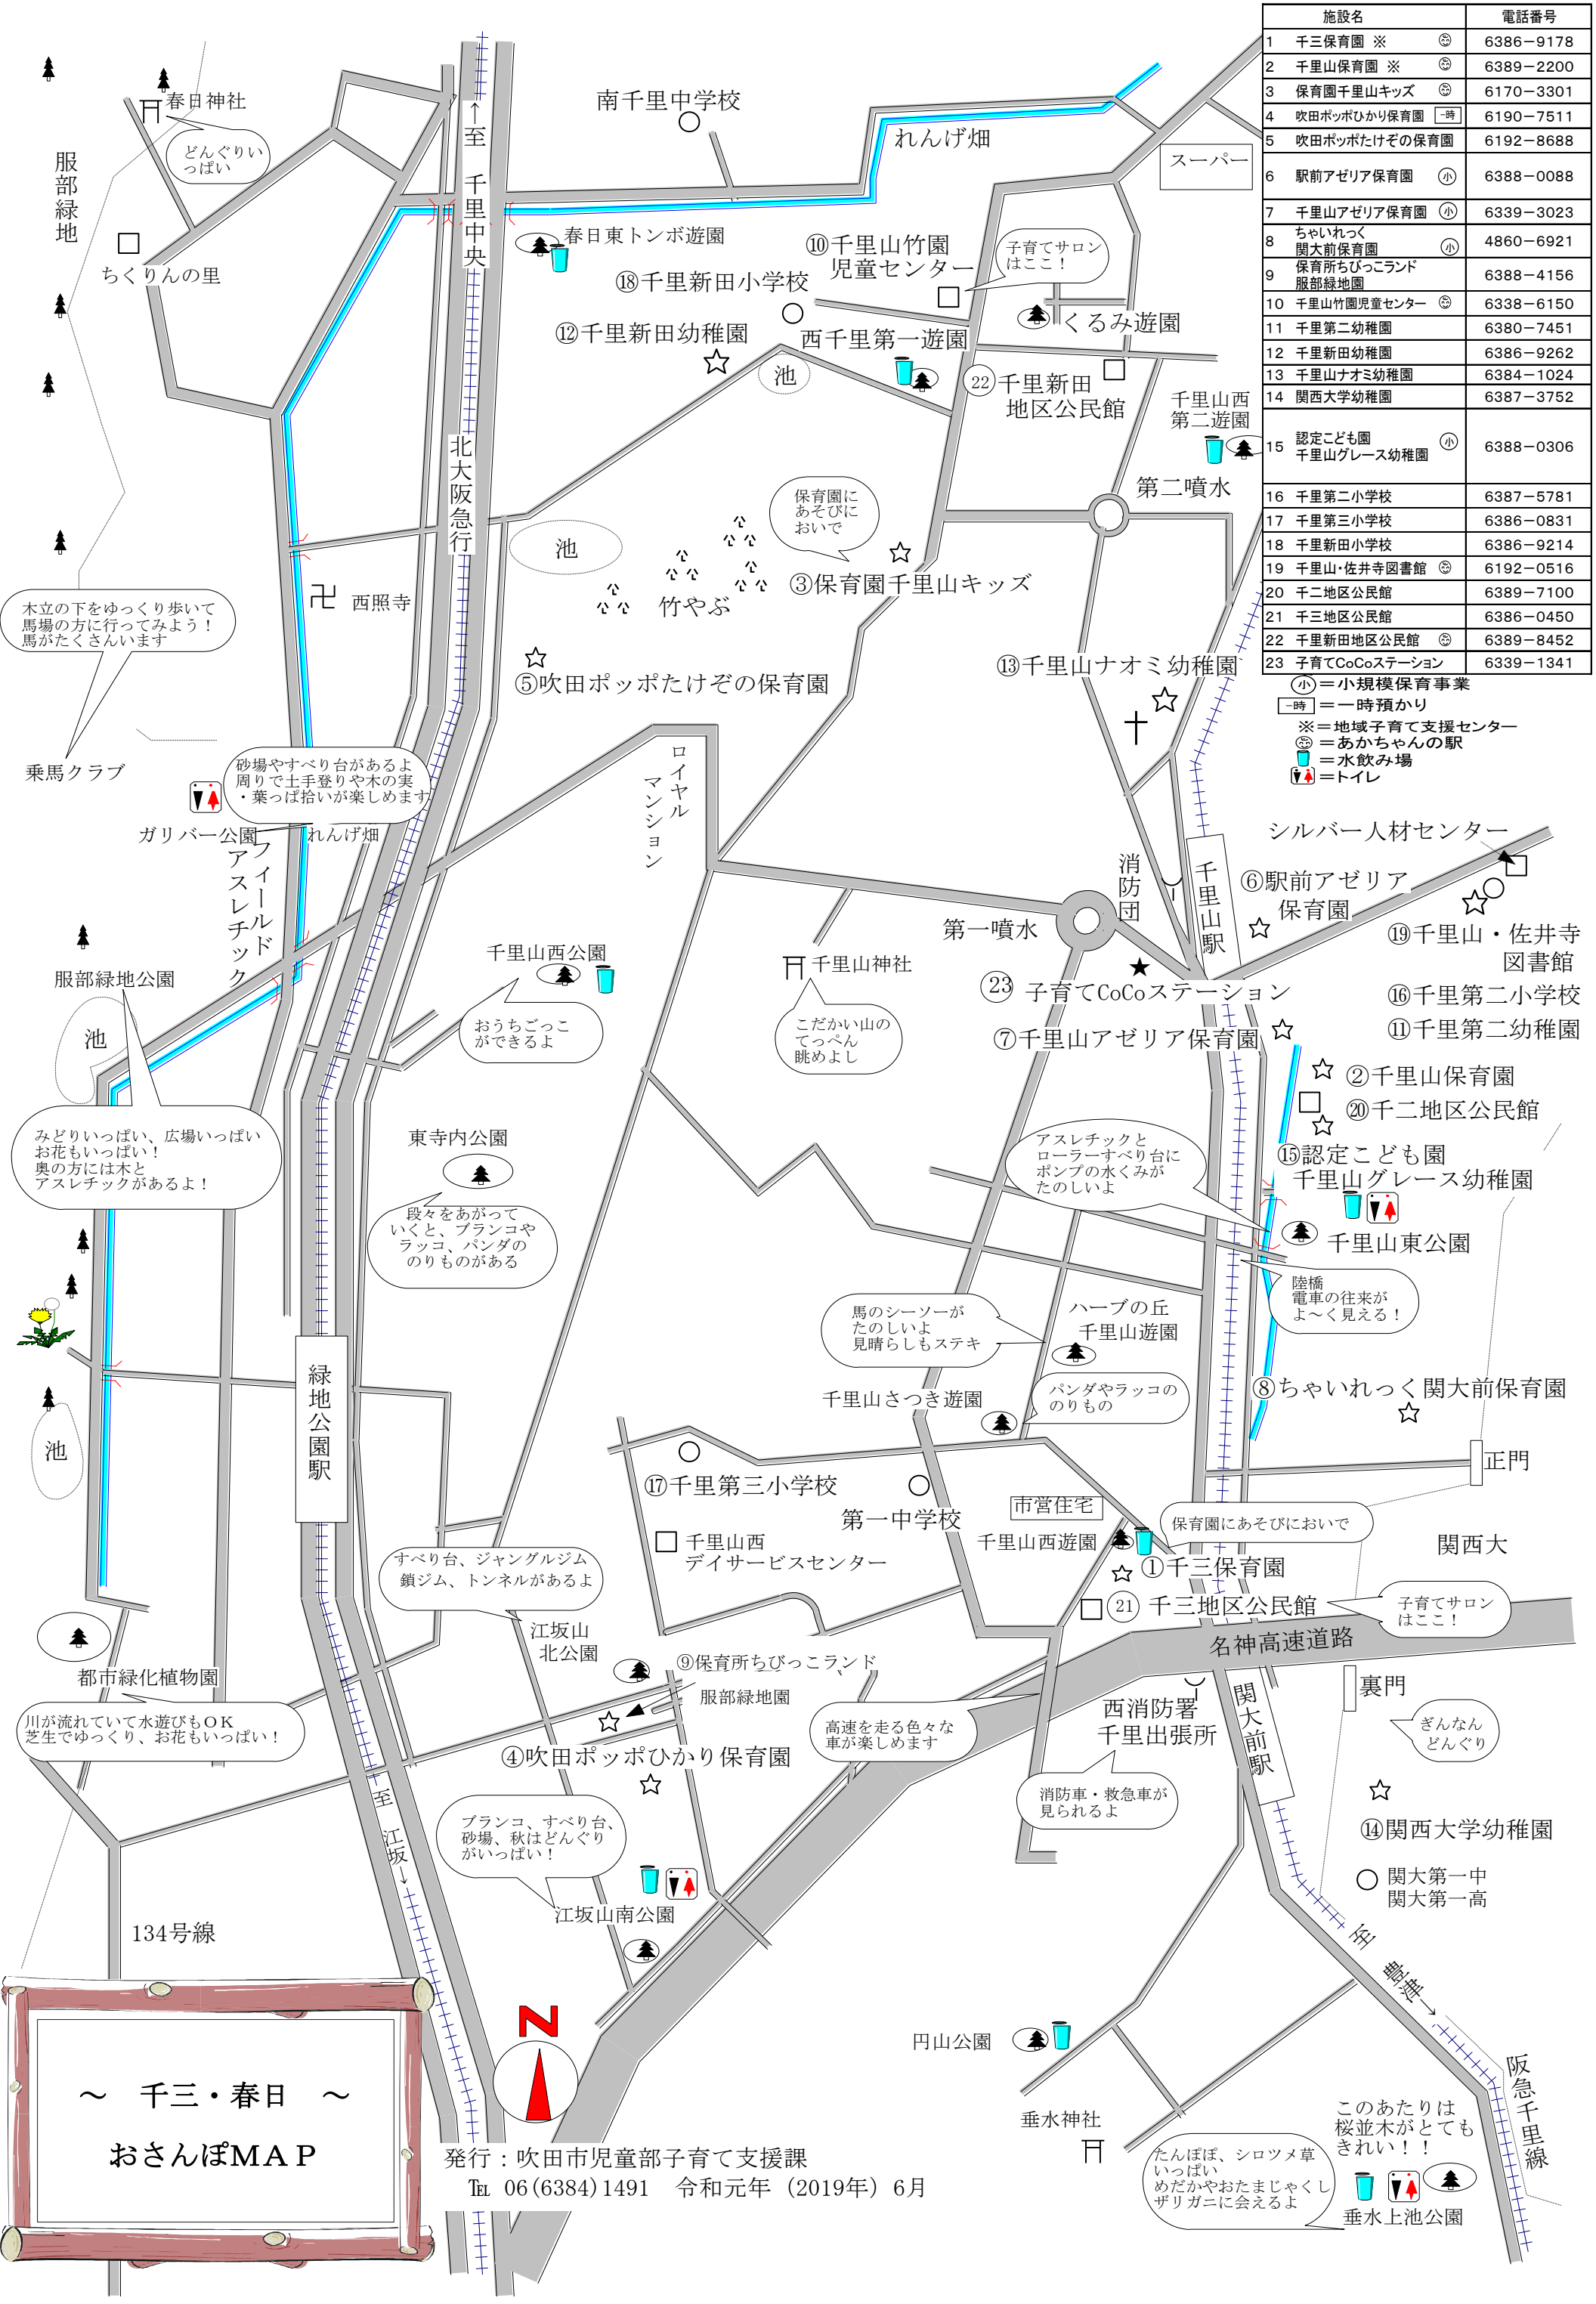 施設名 電話番号
1 千三保育園 ※ 6386−9178
2 千里山保育園 ※ 6389−2200
3 保育園千里山キッズ 6170−3301
4 吹田ポッポひかり保育園 一時 6190−7511
5 吹田ポッポたけぞの保育園 6192−8688
6 駅前アゼリア保育園 小 6388−0088
7 千里山アゼリア保育園 小 6339−3023
8 ちゃいれっく
関大前保育園 小 4860−6921
9 保育所ちびっこランド
服部緑地園 6388−4156
10 千里山竹園児童センター 6338−6150
11 千里第二幼稚園 6380−7451
12 千里新田幼稚園 6386−9262
13 千里山ナオミ幼稚園 6384−1024
14 関西大学幼稚園 6387−3752
15 認定こども園
千里山グレース幼稚園 小 6388−0306
16 千里第二小学校 6387−5781
17 千里第三小学校 6386−0831
18 千里新田小学校 6386−9214
19 千里山・佐井寺図書館 6192−0516
20 千二地区公民館 6389−7100
21 千三地区公民館 6386−0450
22 千里新田地区公民館 6389−8452
23 子育てCoCoステーション 6339−1341
小＝小規模保育事業
一時＝一時預かり
※＝地域子育て支援センター
＝あかちゃんの駅
＝水飲み場
＝トイレ
春日神社
どんぐりい
っぱい
服部緑地
ちくりんの里
←至 千里中央
南千里中学校
れんげ畑
スーパー
春日東トンボ遊園
⑩千里山竹園
児童センター
子育てサロン
はここ！
⑱千里新田小学校
くるみ遊園
⑫千里新田幼稚園
西千里第一遊園
池
㉒千里新田
地区公民館
千里山西
第二遊園
北大阪急行
第二噴水
保育園に
あそびに
おいで
池
③保育園千里山キッズ
竹やぶ
西照寺
木立の下をゆっくり歩いて
馬場の方に行ってみよう！
馬がたくさんいます
⑤吹田ポッポたけぞの保育園
⑬千里山ナオミ幼稚園
乗馬クラブ
砂場やすべり台があるよ
周りで土手登りや木の実
・葉っぱ拾いが楽しめます
ガリバー公園
れんげ畑
フィールド
アスレチック
ロイヤル
マンション
シルバー人材センター
消防団
千里山駅
⑥駅前アゼリア
保育園
第一噴水
⑲千里山・佐井寺
図書館
服部緑地公園
千里山西公園
千里山神社
㉓ 子育てCoCoステーション
⑯千里第二小学校
池
おうちごっこ
ができるよ
こだかい山の
てっぺん
眺めよし
⑦千里山アゼリア保育園
⑪千里第二幼稚園
②千里山保育園
⑳千二地区公民館
みどりいっぱい、広場いっぱい
お花もいっぱい！
奥の方には木と
アスレチックがあるよ！
東寺内公園
アスレチックと
ローラーすべり台に
ポンプの水くみが
たのしいよ
⑮認定こども園
千里山グレース幼稚園
段々をあがって
いくと、ブランコや
ラッコ、パンダの
のりものがある
千里山東公園
陸橋
電車の往来が
よ～く見える！
馬のシーソーが
たのしいよ
見晴らしもステキ
ハーブの丘
千里山遊園
緑地公園駅
千里山さつき遊園
パンダやラッコの
のりもの
⑧ちゃいれっく関大前保育園
池
正門
⑰千里第三小学校
第一中学校
市営住宅
保育園にあそびにおいで
千里山西
デイサービスセンター
千里山西遊園
関西大
①千三保育園
すべり台、ジャングルジム
鎖ジム、トンネルがあるよ
㉑ 千三地区公民館
子育てサロン
はここ！
江坂山
北公園
名神高速道路
都市緑化植物園
⑨保育所ちびっこランド
服部緑地園
裏門
川が流れていて水遊びもＯＫ
芝生でゆっくり、お花もいっぱい！
高速を走る色々な
車が楽しめます
西消防署
千里出張所
関大前駅
ぎんなん
どんぐり
④吹田ポッポひかり保育園
至 江坂→
消防車・救急車が
見られるよ
ブランコ、すべり台、
砂場、秋はどんぐり
がいっぱい！
⑭関西大学幼稚園
関大第一中
関大第一高
江坂山南公園
134号線
至 豊津→
N
円山公園
阪急千里線
～ 千三・春日 ～
おさんぽＭＡＰ
垂水神社
このあたりは
桜並木がとても
きれい！！
たんぽぽ、シロツメ草
いっぱい
めだかやおたまじゃくし
ザリガニに会えるよ
垂水上池公園
発行：吹田市児童部子育て支援課
℡ 06(6384)1491 令和元年（2019年）6月